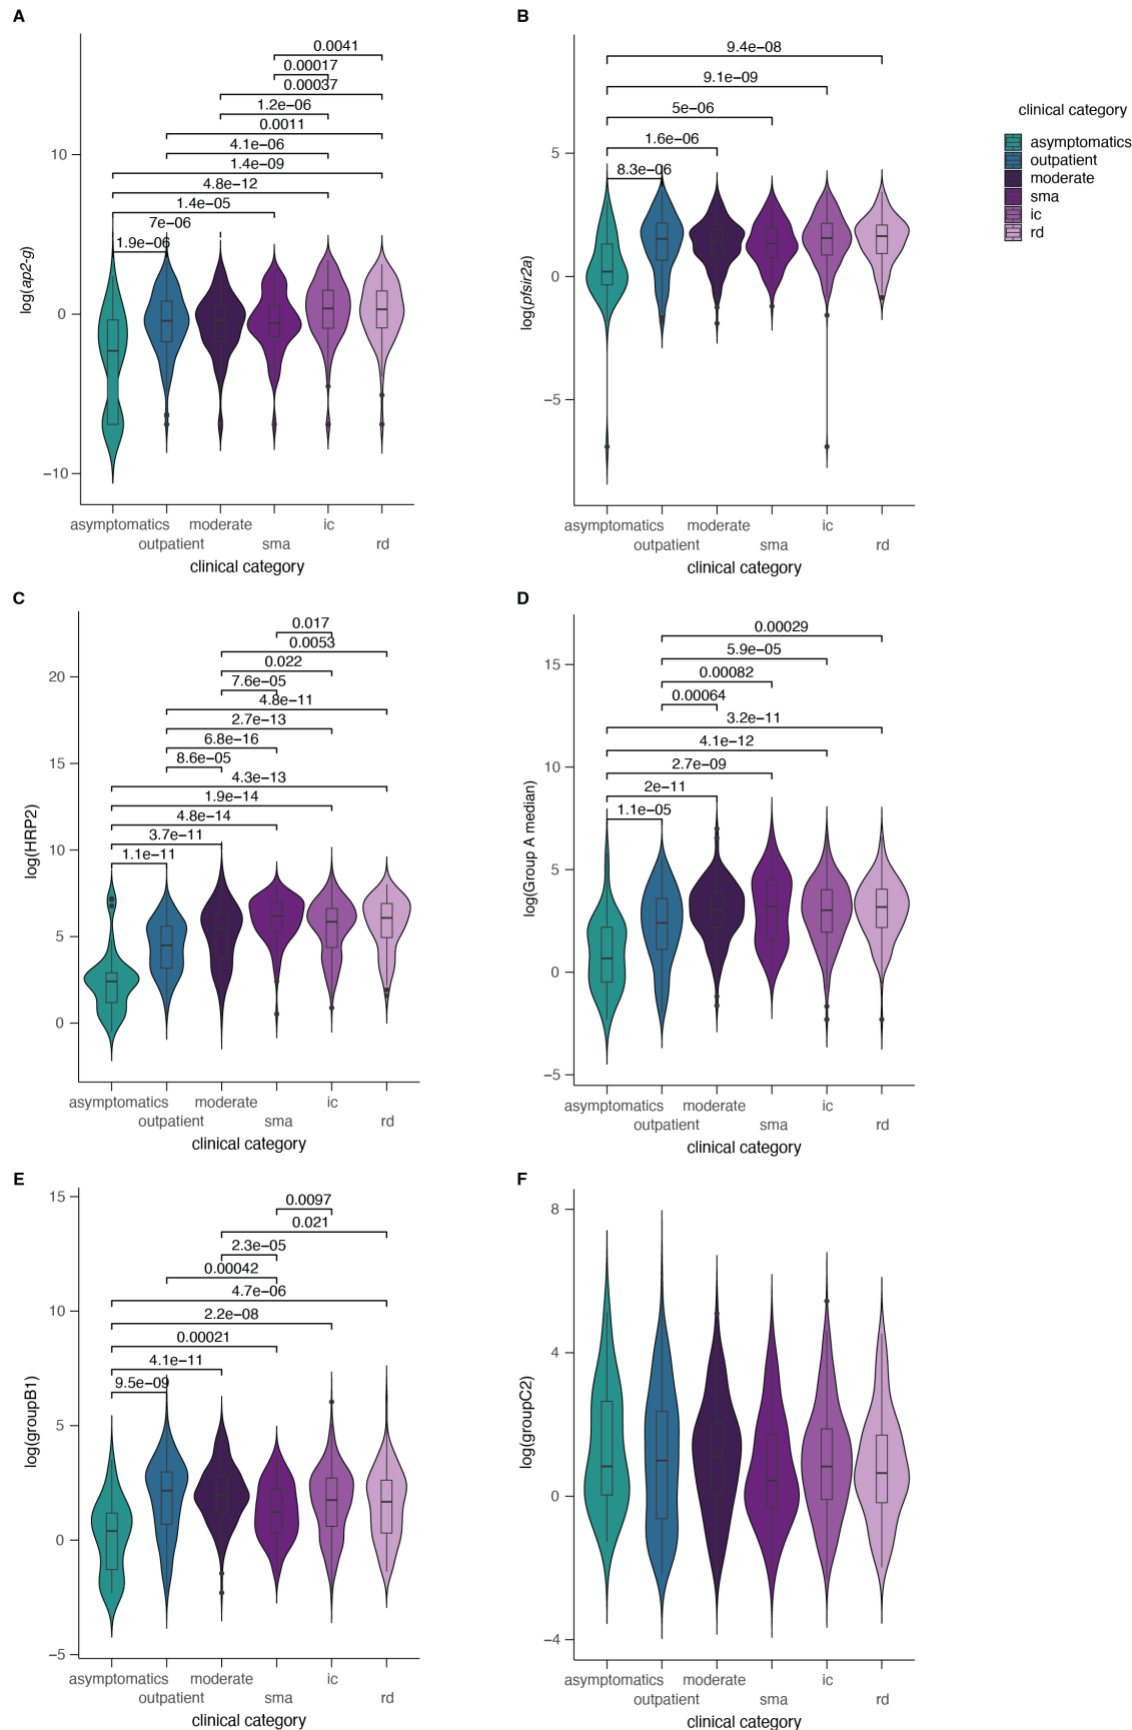 A
0.0041
0.00017
0.00037
1.2e−06
0.0011
4.1e−06
1.4e−09
4.8e−12
1.4e−05
7e−06
1.9e−06
10
0
−10
log(ap2-g)
asymptomatics
moderate
ic
outpatient
sma
rd
clinical category
B
9.4e−08
9.1e−09
5e−06
1.6e−06
8.3e−06
5
0
−5
log(pfsir2a)
asymptomatics
moderate
ic
outpatient
sma
rd
clinical category
clinical category
asymptomatics
outpatient
moderate
sma
ic
rd
C
0.017
0.0053
0.022
7.6e−05
4.8e−11
2.7e−13
6.8e−16
8.6e−05
4.3e−13
1.9e−14
4.8e−14
3.7e−11
1.1e−11
20
15
10
5
0
log(HRP2)
asymptomatics
moderate
ic
outpatient
sma
rd
clinical category
D
0.00029
5.9e−05
0.00082
0.00064
3.2e−11
4.1e−12
2.7e−09
2e−11
1.1e−05
15
10
5
0
−5
log(Group A median)
asymptomatics
moderate
ic
outpatient
sma
rd
clinical category
E
0.0097
0.021
2.3e−05
0.00042
4.7e−06
2.2e−08
0.00021
4.1e−11
9.5e−09
15
10
5
0
−5
log(groupB1)
asymptomatics
moderate
ic
outpatient
sma
rd
clinical category
F
8
4
0
−4
log(groupC2)
asymptomatics
moderate
ic
outpatient
sma
rd
clinical category